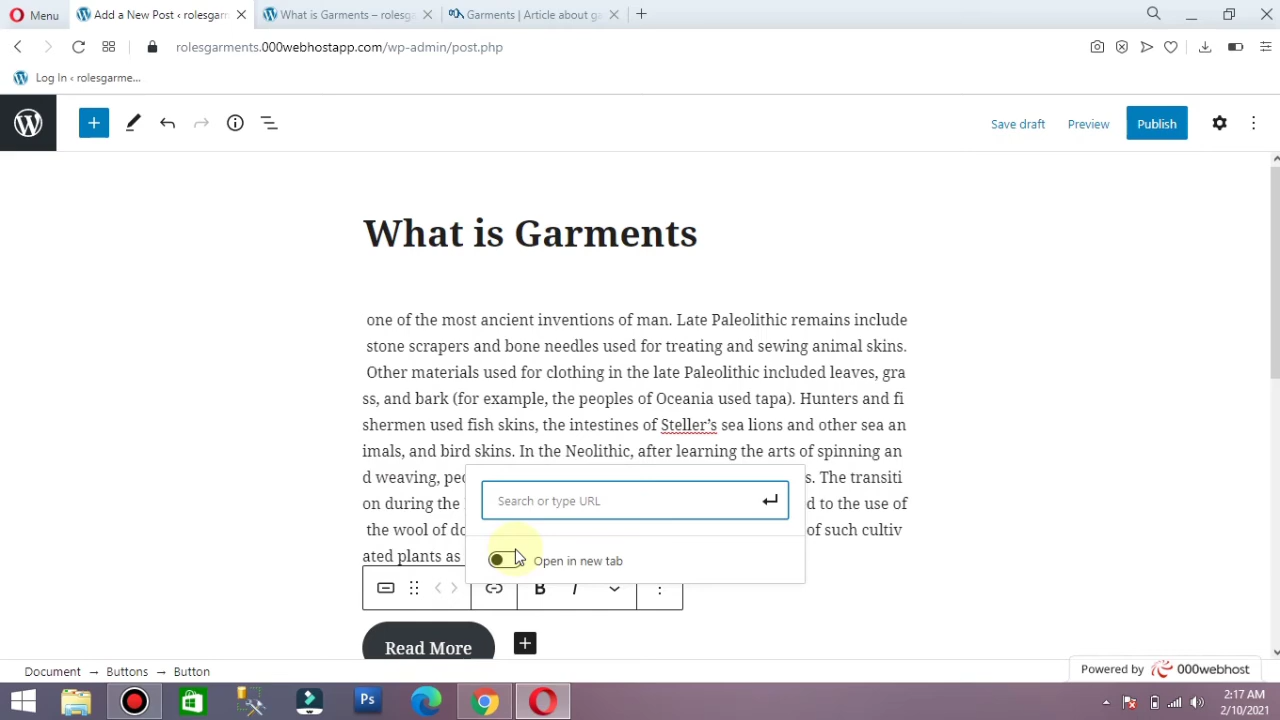 Menu
Add a New Post ‹ rolesgarm
What is Garments – rolesg
Garments | Article about ga
rolesgarments.000webhostapp.com/wp-admin/post.php
Log In ‹ rolesgarme...
Save draft
Preview
Publish
What is Garments
one of the most ancient inventions of man. Late Paleolithic remains include
stone scrapers and bone needles used for treating and sewing animal skins.
Other materials used for clothing in the late Paleolithic included leaves, gra
ss, and bark (for example, the peoples of Oceania used tapa). Hunters and fi
shermen used fish skins, the intestines of Steller’s sea lions and other sea an
imals, and bird skins. In the Neolithic, after learning the arts of spinning an
d weaving, s. The transiti
on during the d to the use of
the wool of of such cultiv
ated plants as
Search or type URL
Open in new tab
B I
Read More
Document → Buttons → Button
Powered by 000webhost
Ps
2:17 AM
2/10/2021